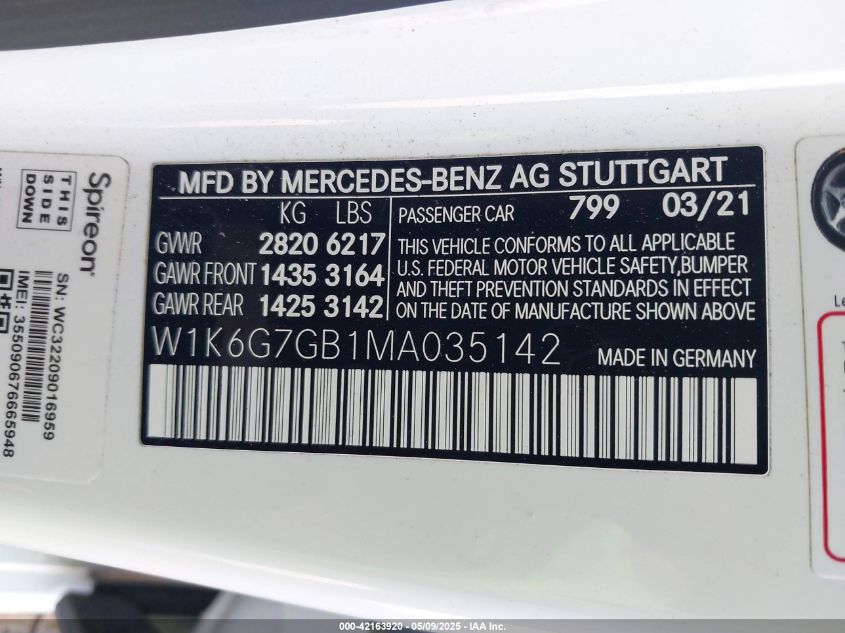 MFD BY MERCEDES-BENZ AG STUTTGART
KG LBS
GVWR 2820 6217
GAWR FRONT 1435 3164
GAWR REAR 1425 3142
PASSENGER CAR 799 03/21
THIS VEHICLE CONFORMS TO ALL APPLICABLE
U.S. FEDERAL MOTOR VEHICLE SAFETY,BUMPER
AND THEFT PREVENTION STANDARDS IN EFFECT
ON THE DATE OF MANUFACTURE SHOWN ABOVE
W1K6G7GB1MA035142
MADE IN GERMANY
Spireon
THIS
SIDE
DOWN
SN: WC32209016959
IMEI: 355090676665948
000-42163920 - 05/09/2025 - IAA Inc.